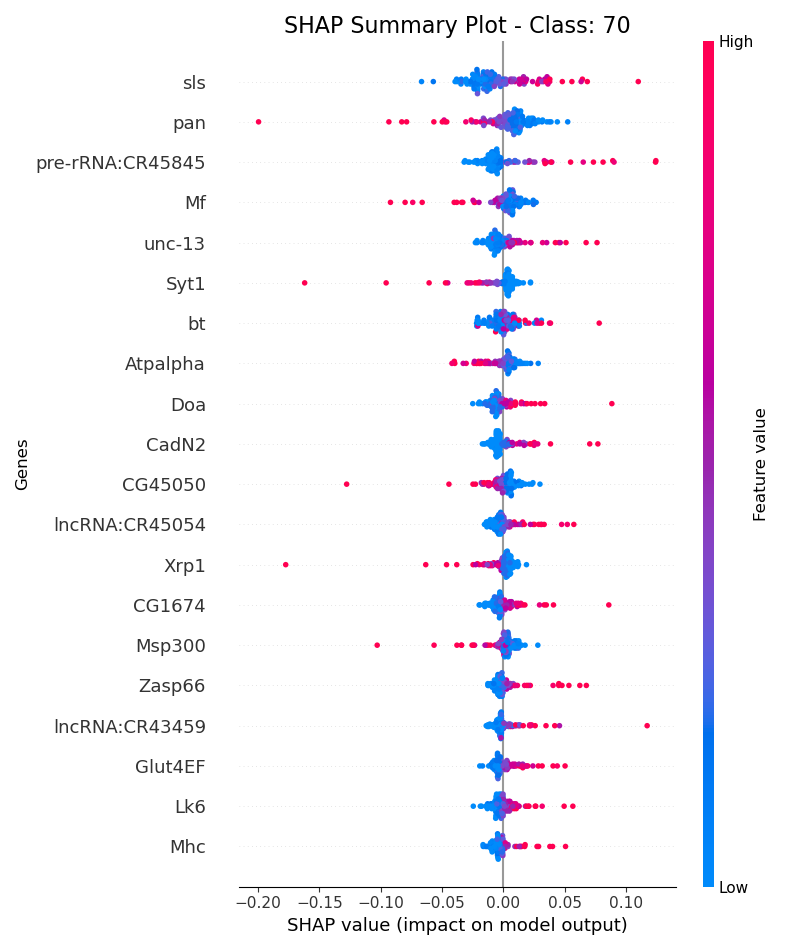 SHAP Summary Plot - Class: 70
High
sls
pan
pre-rRNA:CR45845
Mf
unc-13
Syt1
bt
Atpalpha
Doa
CadN2
CG45050
lncRNA:CR45054
Xrp1
CG1674
Msp300
Zasp66
lncRNA:CR43459
Glut4EF
Lk6
Mhc
Genes
Feature value
Low
−0.20 −0.15 −0.10 −0.05 0.00 0.05 0.10
SHAP value (impact on model output)